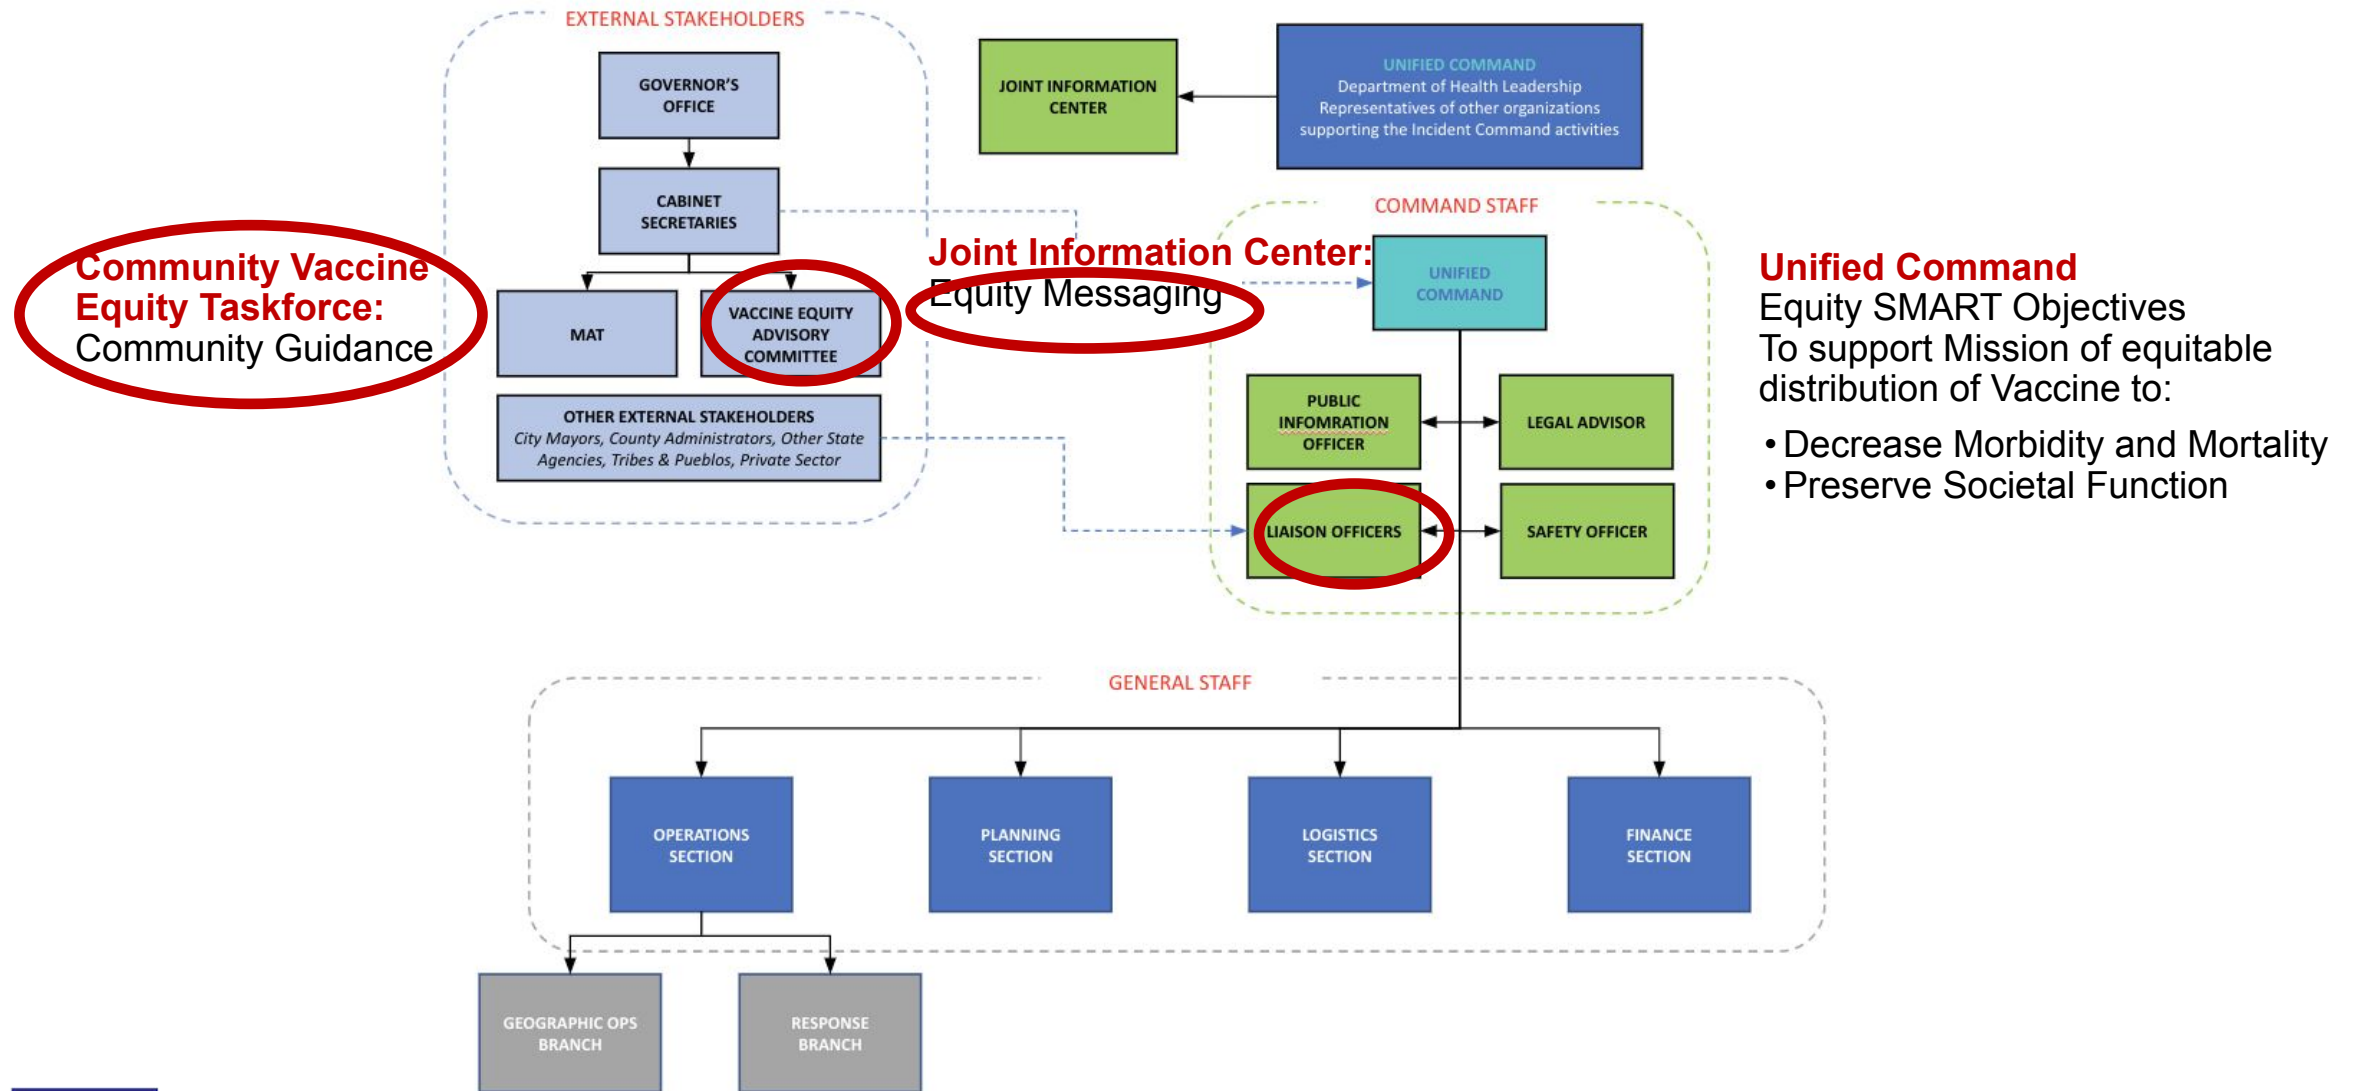 EXTERNAL STAKEHOLDERS
GOVERNOR'S
OFFICE
CABINET
SECRETARIES
MAT
VACCINE EQUITY
ADVISORY
COMMITTEE
OTHER EXTERNAL STAKEHOLDERS
City Mayors, County Administrators, Other State
Agencies, Tribes & Pueblos, Private Sector
Community Vaccine
Equity Taskforce:
Community Guidance
JOINT INFORMATION
CENTER
UNIFIED COMMAND
Department of Health Leadership
Representatives of other organizations
supporting the Incident Command activities
Joint Information Center:
Equity Messaging
COMMAND STAFF
UNIFIED
COMMAND
PUBLIC
INFOMRATION
OFFICER
LEGAL ADVISOR
LIAISON OFFICERS
SAFETY OFFICER
Unified Command
Equity SMART Objectives
To support Mission of equitable
distribution of Vaccine to:
• Decrease Morbidity and Mortality
• Preserve Societal Function
GENERAL STAFF
OPERATIONS
SECTION
PLANNING
SECTION
LOGISTICS
SECTION
FINANCE
SECTION
GEOGRAPHIC OPS
BRANCH
RESPONSE
BRANCH